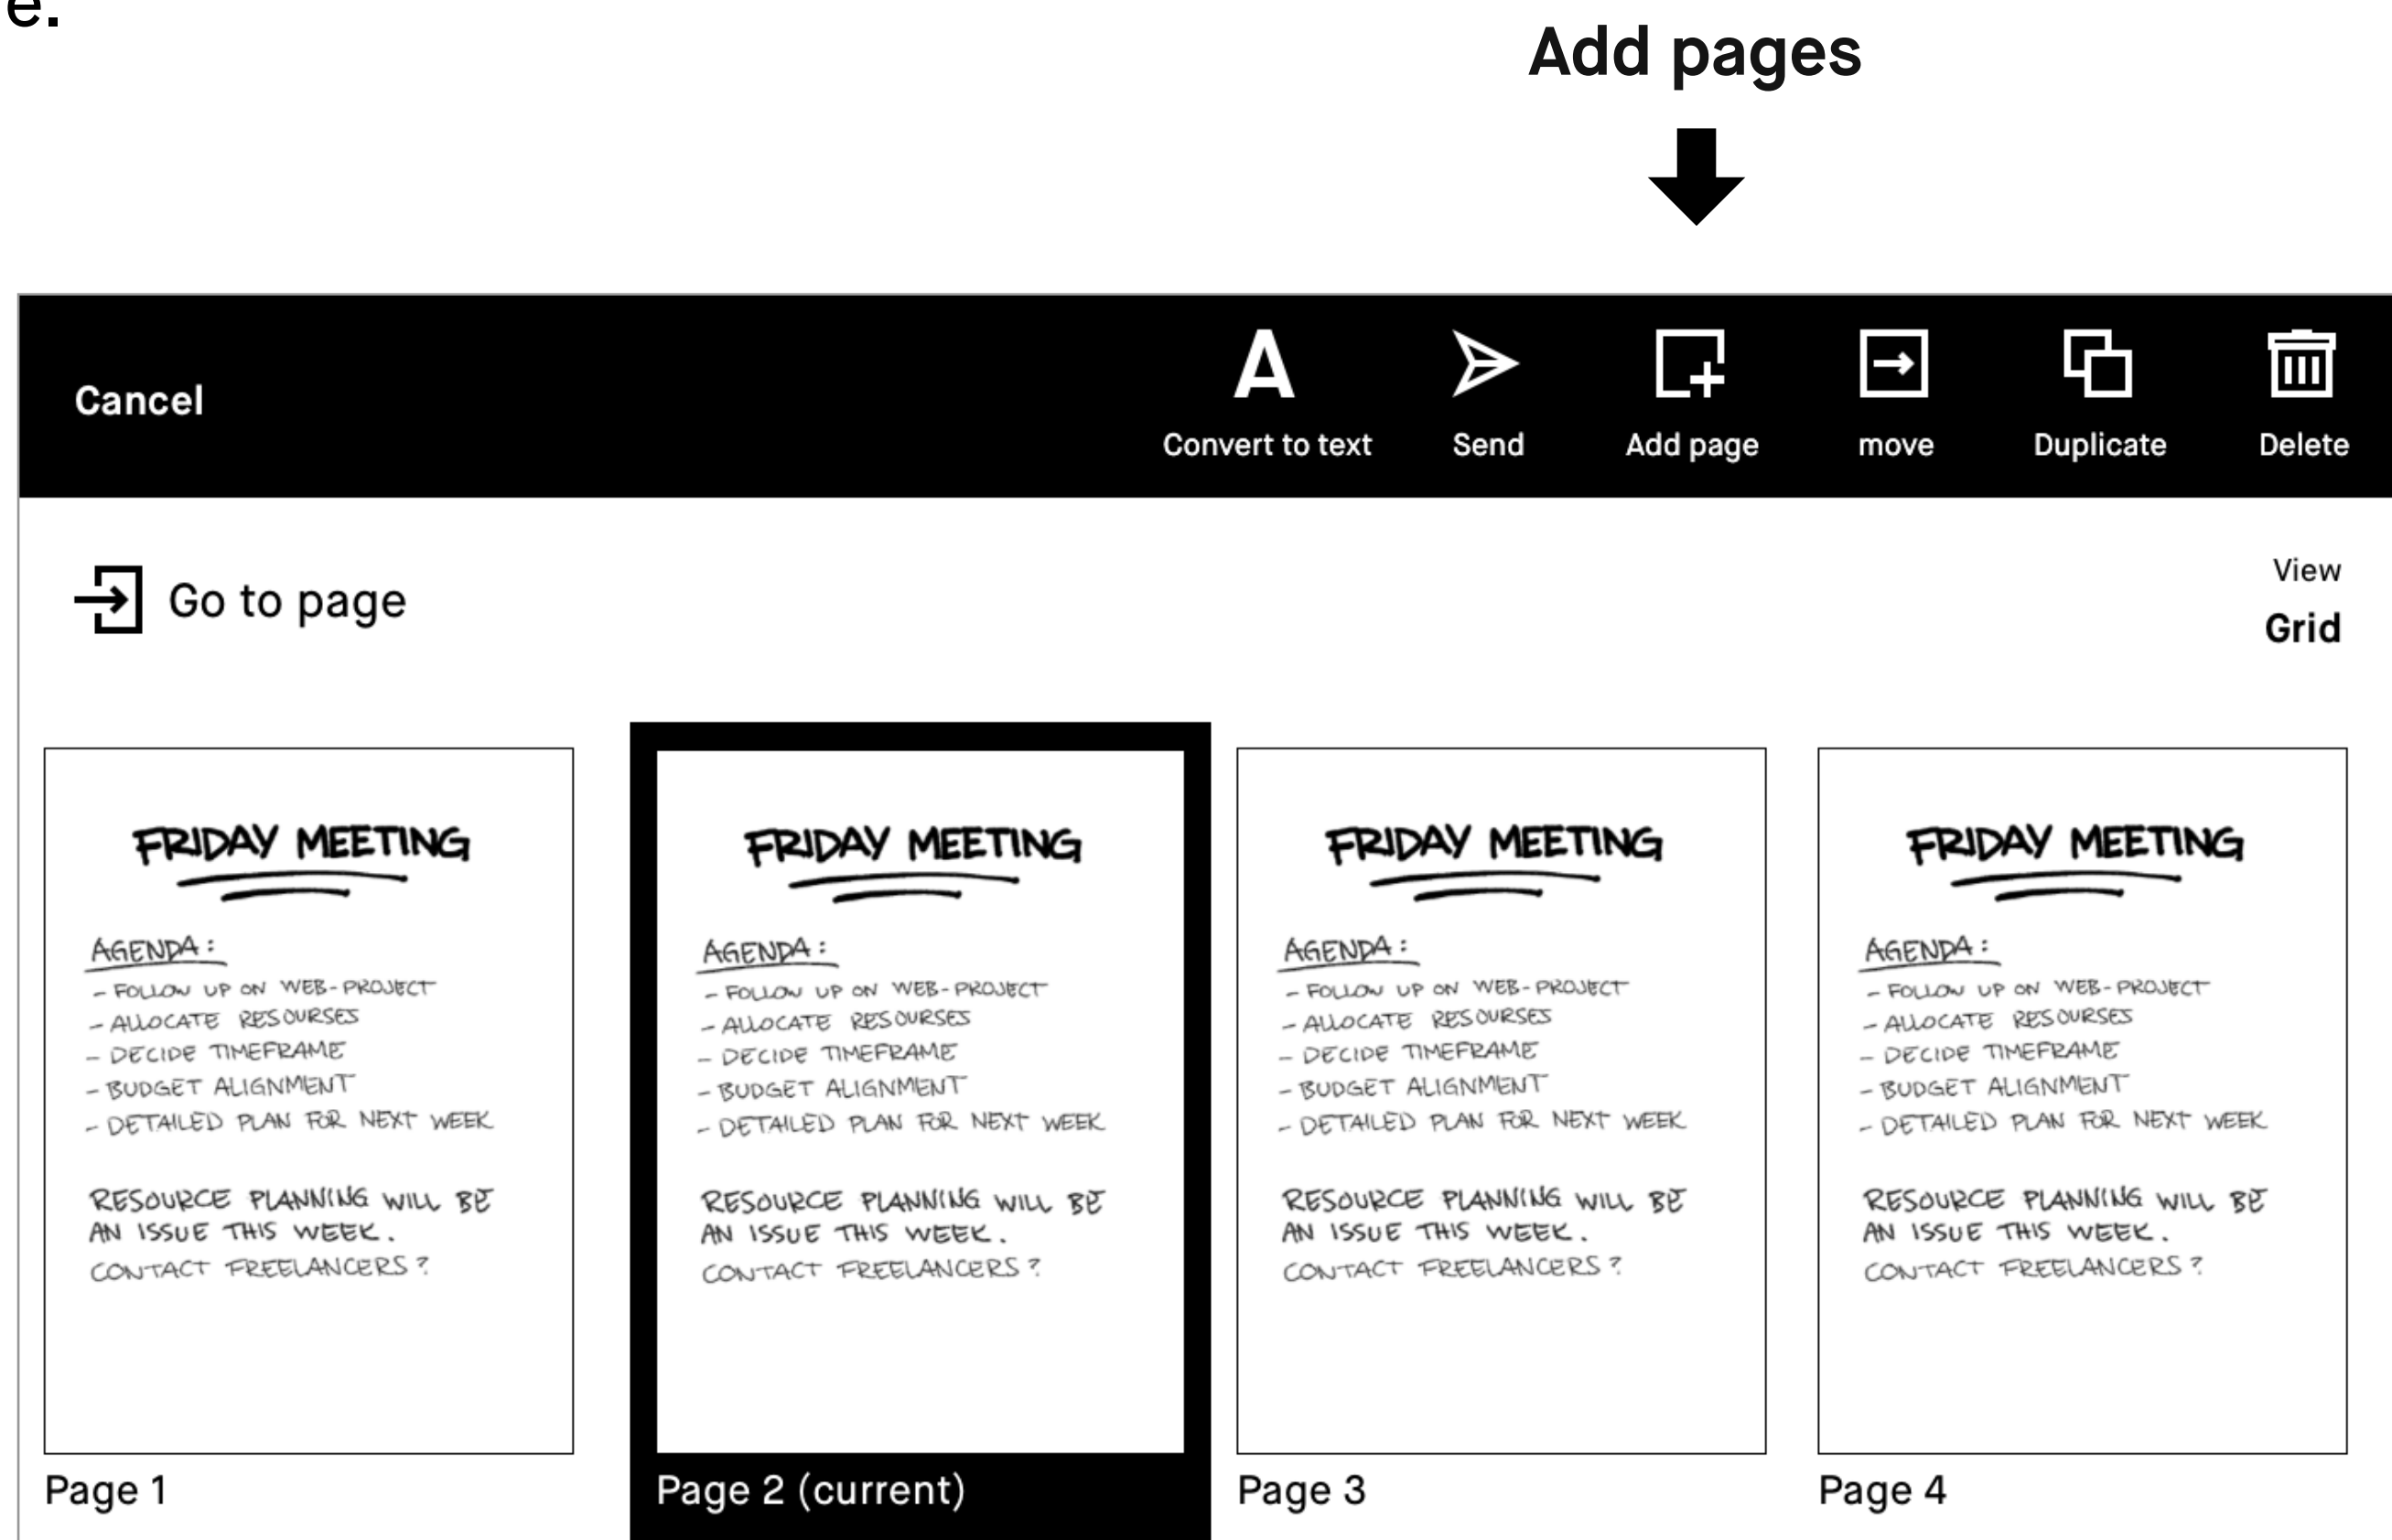 e.
Add pages
Cancel
Convert to text
Send
Add page
move
Duplicate
Delete
Go to page
View
Grid
FRIDAY MEETING
AGENDA:
- FOLLOW UP ON WEB-PROJECT
- ALLOCATE RESOURSES
- DECIDE TIMEFRAME
- BUDGET ALIGNMENT
- DETAILED PLAN FOR NEXT WEEK
RESOURCE PLANNING WILL BE
AN ISSUE THIS WEEK.
CONTACT FREELANCERS?
Page 1
FRIDAY MEETING
AGENDA:
- FOLLOW UP ON WEB-PROJECT
- ALLOCATE RESOURSES
- DECIDE TIMEFRAME
- BUDGET ALIGNMENT
- DETAILED PLAN FOR NEXT WEEK
RESOURCE PLANNING WILL BE
AN ISSUE THIS WEEK.
CONTACT FREELANCERS?
Page 2 (current)
FRIDAY MEETING
AGENDA:
- FOLLOW UP ON WEB-PROJECT
- ALLOCATE RESOURSES
- DECIDE TIMEFRAME
- BUDGET ALIGNMENT
- DETAILED PLAN FOR NEXT WEEK
RESOURCE PLANNING WILL BE
AN ISSUE THIS WEEK.
CONTACT FREELANCERS?
Page 3
FRIDAY MEETING
AGENDA:
- FOLLOW UP ON WEB-PROJECT
- ALLOCATE RESOURSES
- DECIDE TIMEFRAME
- BUDGET ALIGNMENT
- DETAILED PLAN FOR NEXT WEEK
RESOURCE PLANNING WILL BE
AN ISSUE THIS WEEK.
CONTACT FREELANCERS?
Page 4